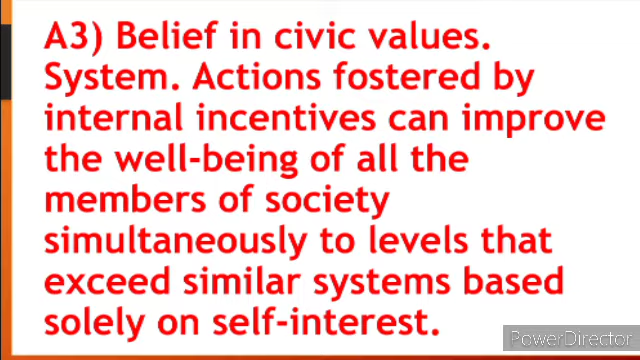 A3) Belief in civic values.
System. Actions fostered by
internal incentives can improve
the well-being of all the
members of society
simultaneously to levels that
exceed similar systems based
solely on self-interest.
PowerDirector